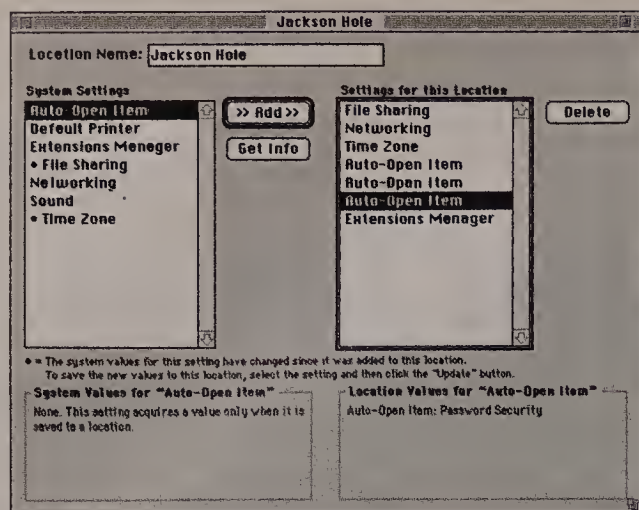 Jackson Hole
Location Name: Jackson Hole
System Settings
Auto-Open Item
Default Printer
Extensions Manager
• File Sharing
Networking
Sound
• Time Zone
>> Add >>
Get Info
Settings for this Location
File Sharing
Networking
Time Zone
Auto-Open Item
Auto-Open Item
Auto-Open Item
Extensions Manager
Delete
• = The system values for this setting have changed since it was added to this location.
To save the new values to this location, select the setting and then click the "Update" button.
System Values for "Auto-Open Item"
None. This setting acquires a value only when it is
saved to a location.
Location Values for "Auto-Open Item"
Auto-Open Item: Password Security